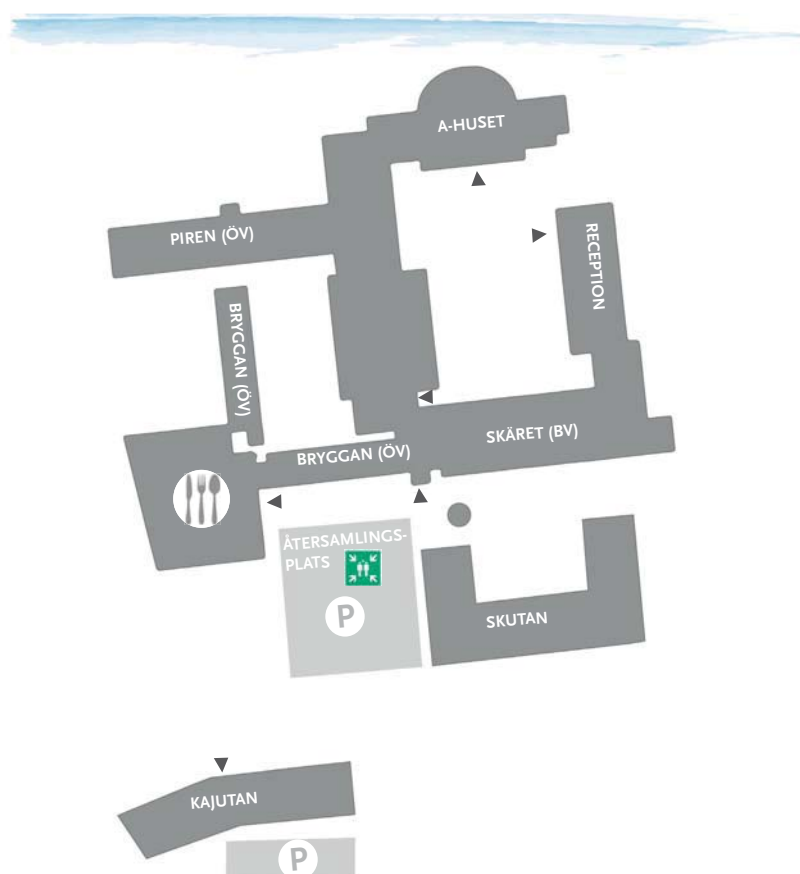 A-HUSET
PIREN (ÖV)
RECEPTION
BRYGGAN (ÖV)
SKÄRET (BV)
BRYGGAN (ÖV)
ÅTERSAMLINGS-
PLATS
P
SKUTAN
KAJUTAN
P